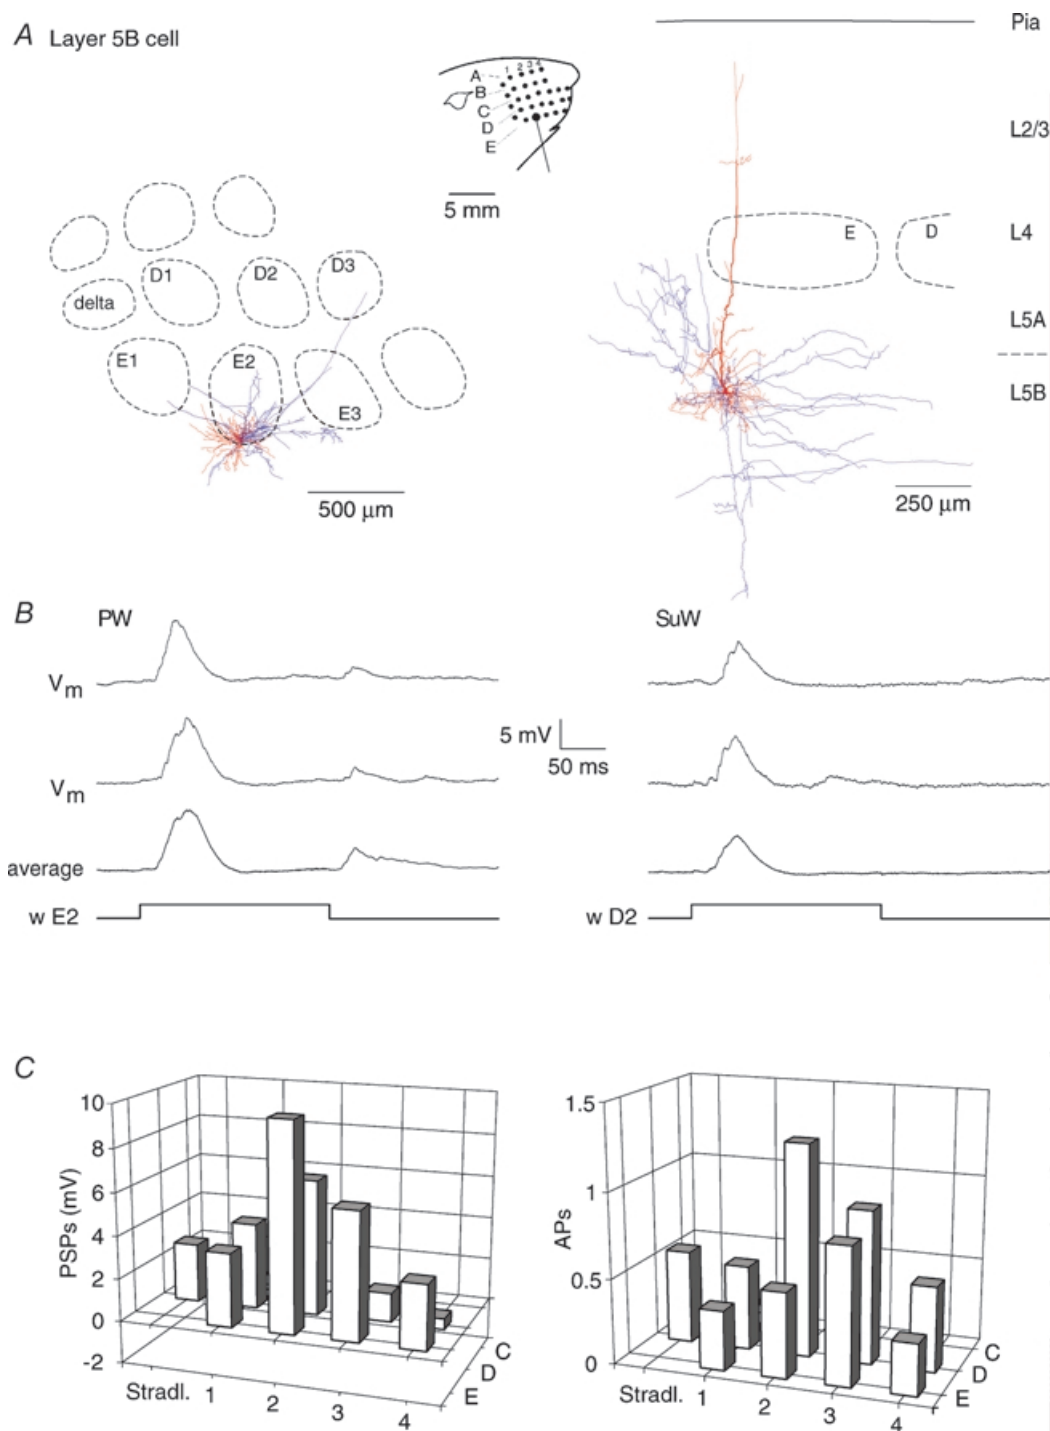 A Layer 5B cell
Pia
L2/3
L4
L5A
L5B
A
B
C
D
E
1 2 3 4
5 mm
D1
D2
D3
delta
E1
E2
E3
500 µm
E
D
250 µm
B
PW
SuW
Vm
Vm
average
5 mV
50 ms
w E2
w D2
C
PSPs (mV)
10
8
6
4
2
0
-2
Stradl. 1 2 3 4
C
D
E
APs
1.5
1
0.5
0
Stradl. 1 2 3 4
C
D
E